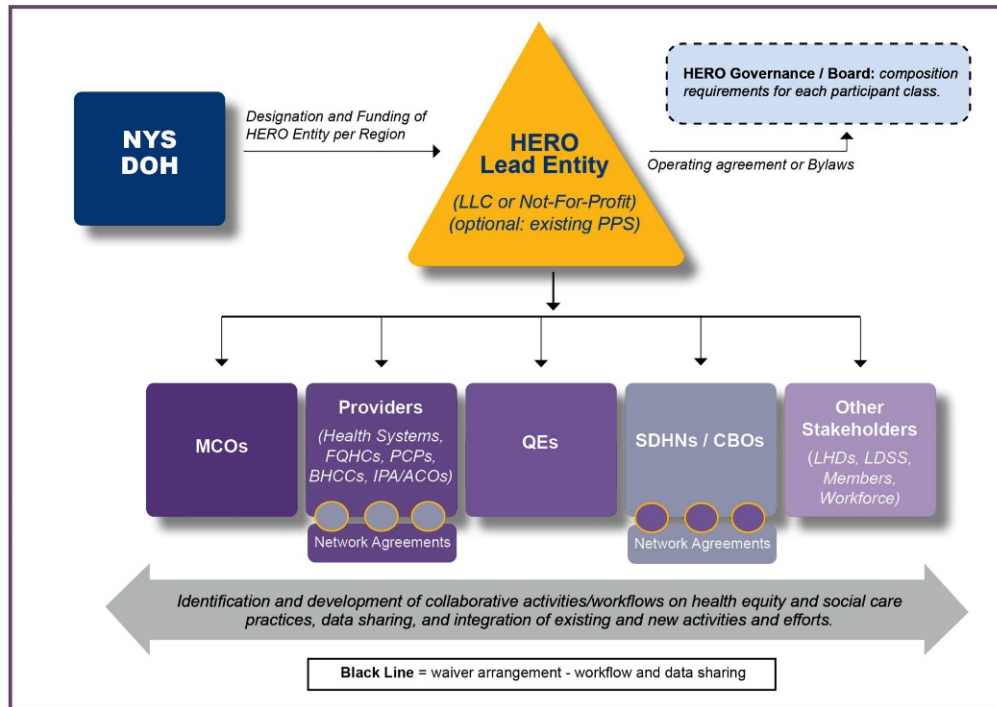 NYS
DOH
Designation and Funding of
HERO Entity per Region
HERO
Lead Entity
(LLC or Not-For-Profit)
(optional: existing PPS)
HERO Governance / Board: composition
requirements for each participant class.
Operating agreement or Bylaws
MCOs
Providers
(Health Systems,
FQHCs, PCPs,
BHCCs, IPA/ACOs)
Network Agreements
QEs
SDHNs / CBOs
Network Agreements
Other
Stakeholders
(LHDs, LDSS,
Members,
Workforce)
Identification and development of collaborative activities/workflows on health equity and social care
practices, data sharing, and integration of existing and new activities and efforts.
Black Line = waiver arrangement - workflow and data sharing